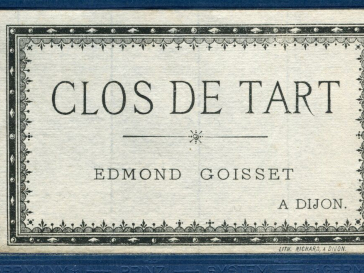 CLOS DE TART
EDMOND GOISSET
A DIJON.
LITH. RICHARD, A DIJON.